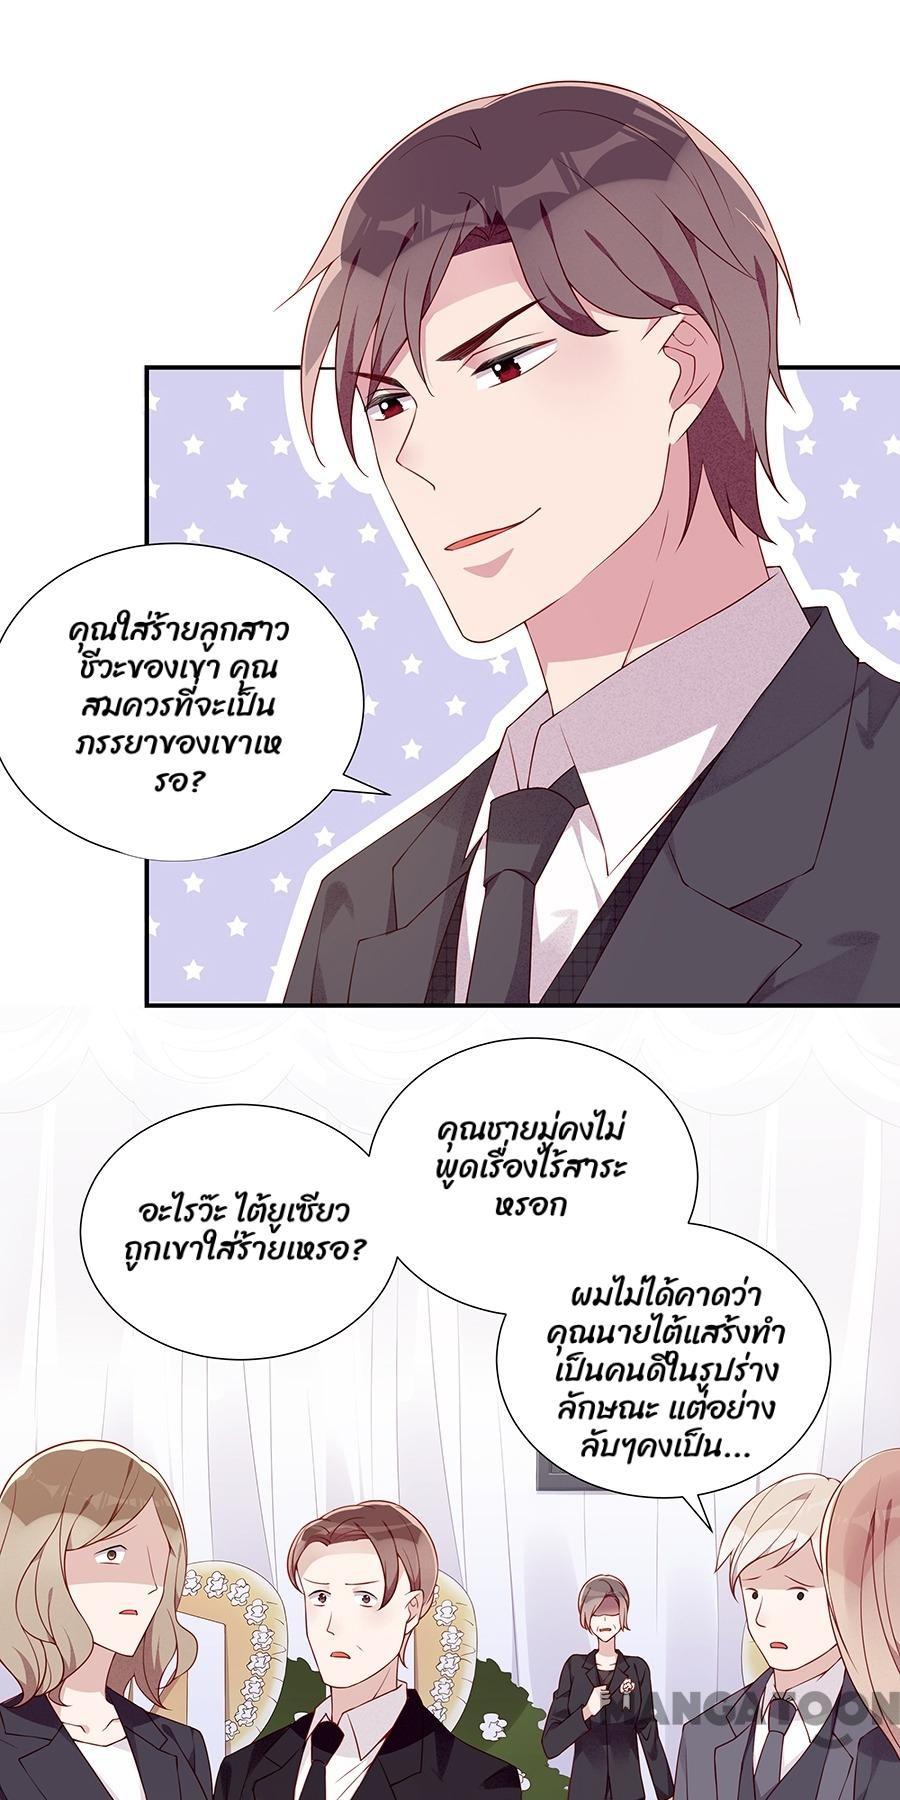 คุณใส่ร้ายลูกสาว
ชีวะของเขา คุณ
สมควรที่จะเป็น
ภรรยาของเขาเห
รอ?
คุณชายมู่คงไม่
พูดเรื่องไร้สาระ
หรอก
อะไรว๊ะ ไต้ยูเซียว
ถูกเขาใส่ร้ายเหรอ?
ผมไม่ได้คาดว่า
คุณนายไต้แสร้งทำ
เป็นคนดีในรูปร่าง
ลักษณะ แต่อย่าง
ลับๆคงเป็น...
MANGATOON